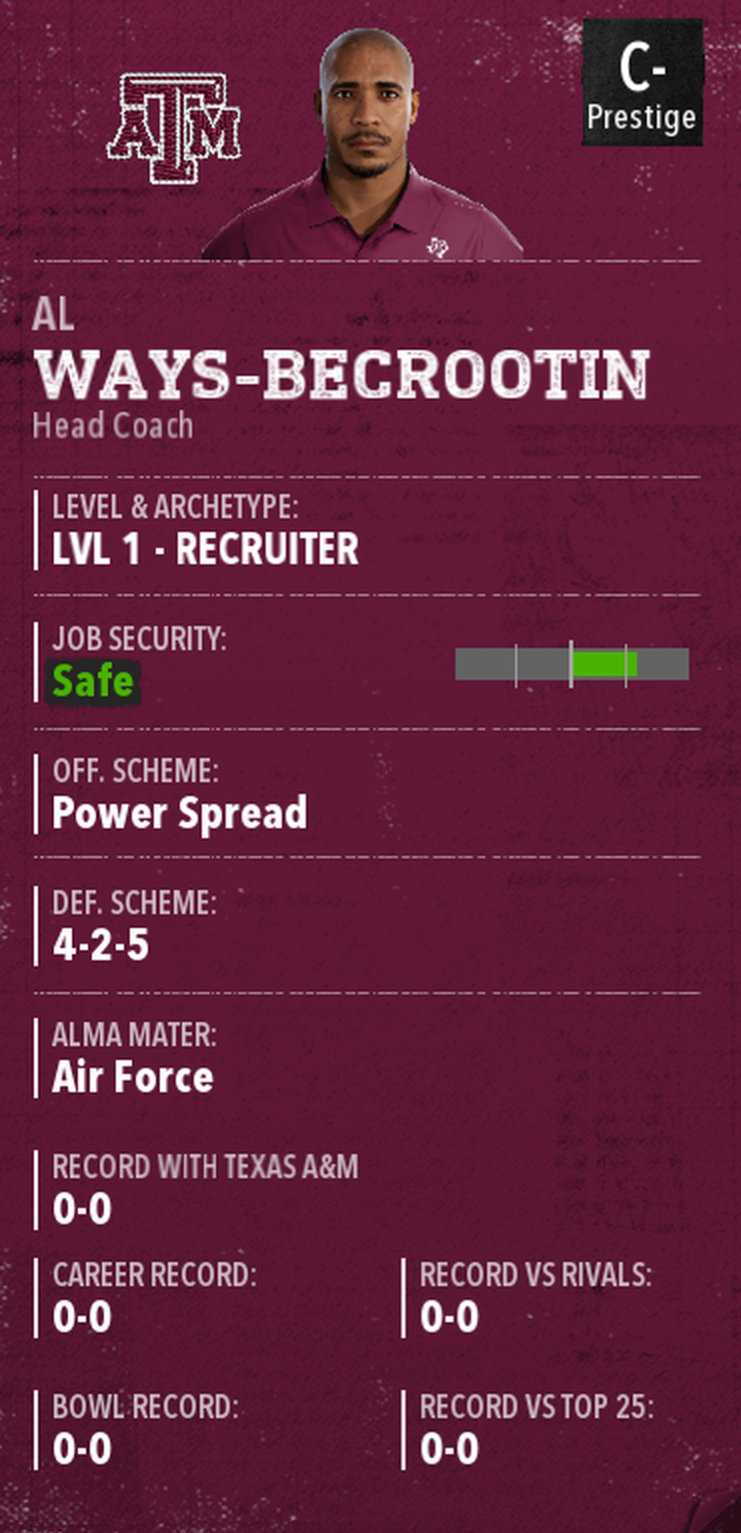 ATM
C-
Prestige
AL
WAYS-BECROOTIN
Head Coach
LEVEL & ARCHETYPE:
LVL 1 - RECRUITER
JOB SECURITY:
Safe
OFF. SCHEME:
Power Spread
DEF. SCHEME:
4-2-5
ALMA MATER:
Air Force
RECORD WITH TEXAS A&M
0-0
CAREER RECORD:
0-0
RECORD VS RIVALS:
0-0
BOWL RECORD:
0-0
RECORD VS TOP 25:
0-0